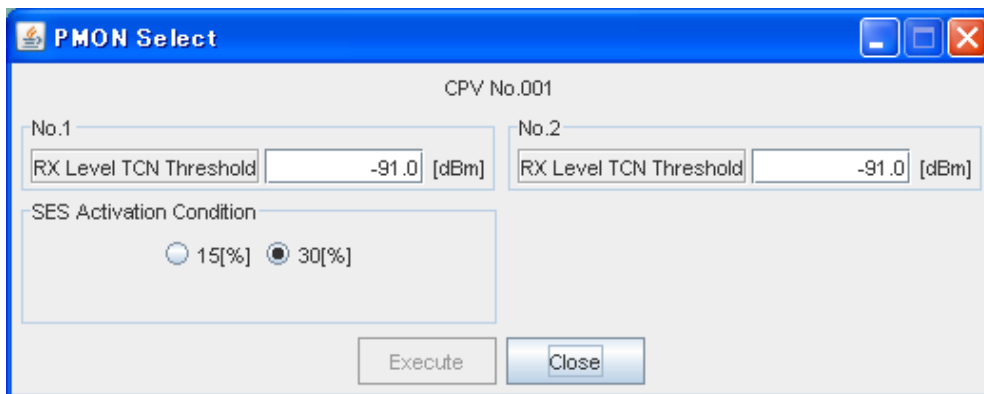 PMON Select
CPV No.001
No.1
RX Level TCN Threshold -91.0 [dBm]
No.2
RX Level TCN Threshold -91.0 [dBm]
SES Activation Condition
15[%] 30[%]
Execute Close